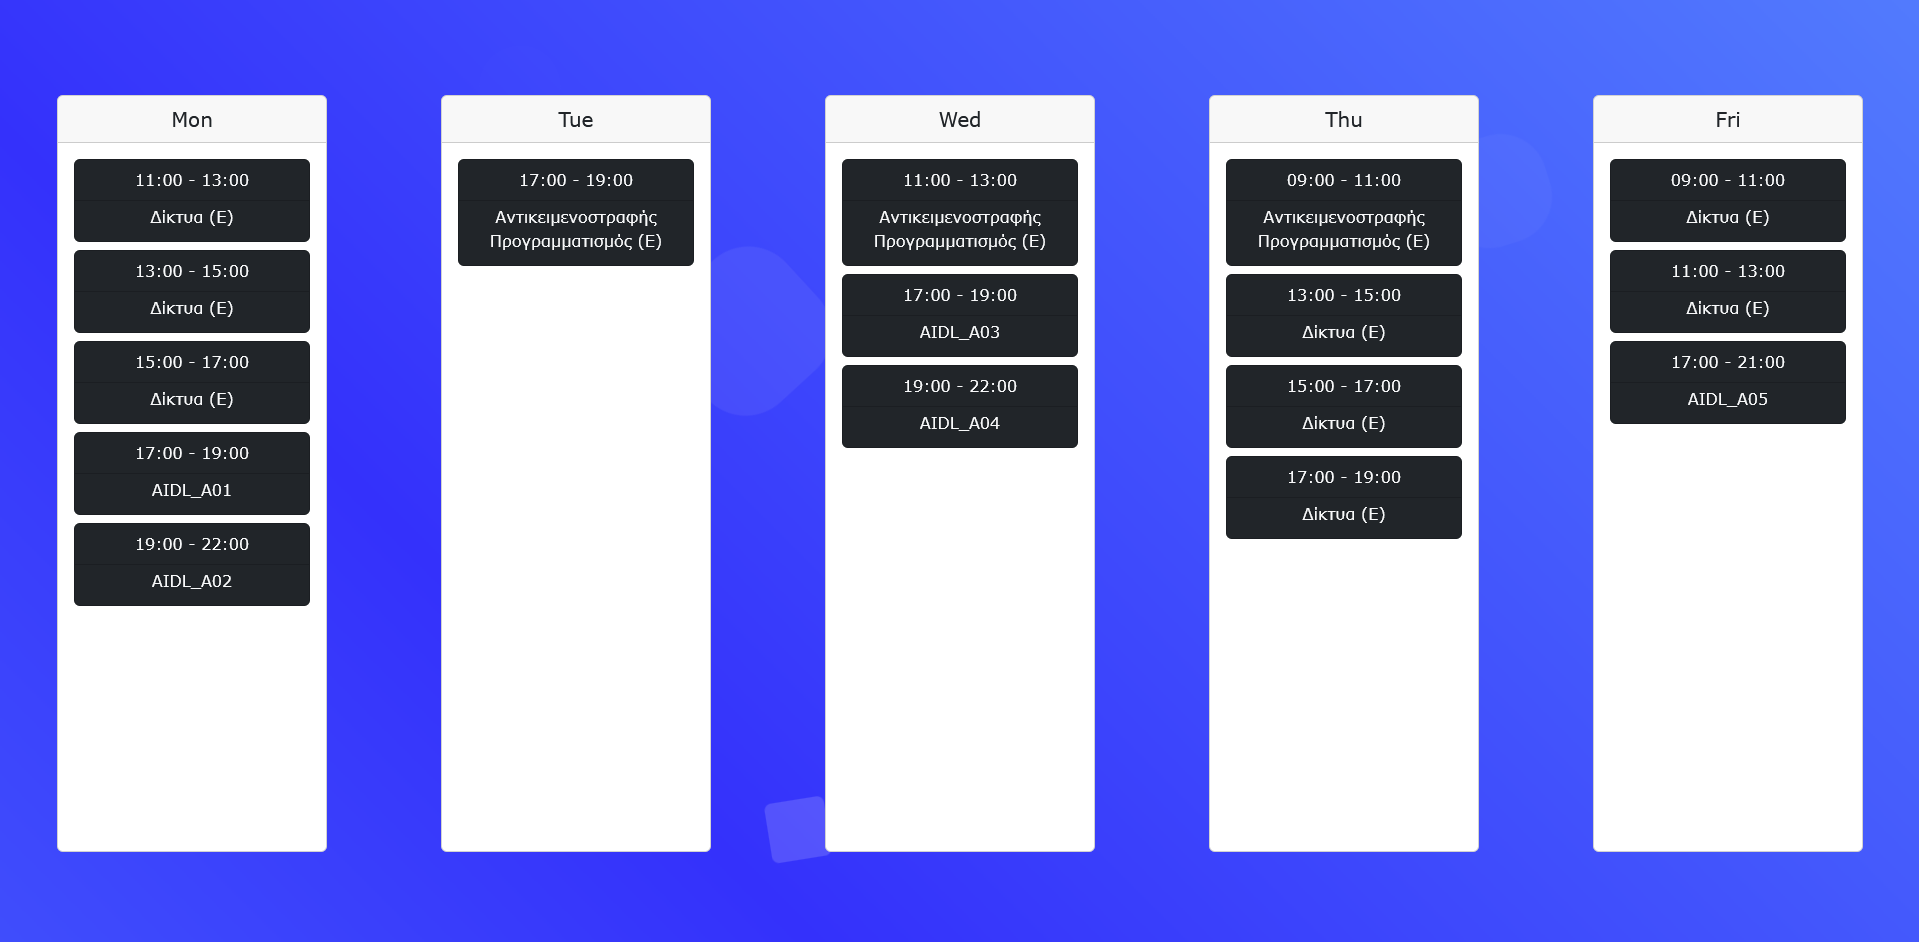 Mon
11:00 - 13:00
Δίκτυα (Ε)
13:00 - 15:00
Δίκτυα (Ε)
15:00 - 17:00
Δίκτυα (Ε)
17:00 - 19:00
AIDL_A01
19:00 - 22:00
AIDL_A02
Tue
17:00 - 19:00
Αντικειμενοστραφής
Προγραμματισμός (Ε)
Wed
11:00 - 13:00
Αντικειμενοστραφής
Προγραμματισμός (Ε)
17:00 - 19:00
AIDL_A03
19:00 - 22:00
AIDL_A04
Thu
09:00 - 11:00
Αντικειμενοστραφής
Προγραμματισμός (Ε)
13:00 - 15:00
Δίκτυα (Ε)
15:00 - 17:00
Δίκτυα (Ε)
17:00 - 19:00
Δίκτυα (Ε)
Fri
09:00 - 11:00
Δίκτυα (Ε)
11:00 - 13:00
Δίκτυα (Ε)
17:00 - 21:00
AIDL_A05